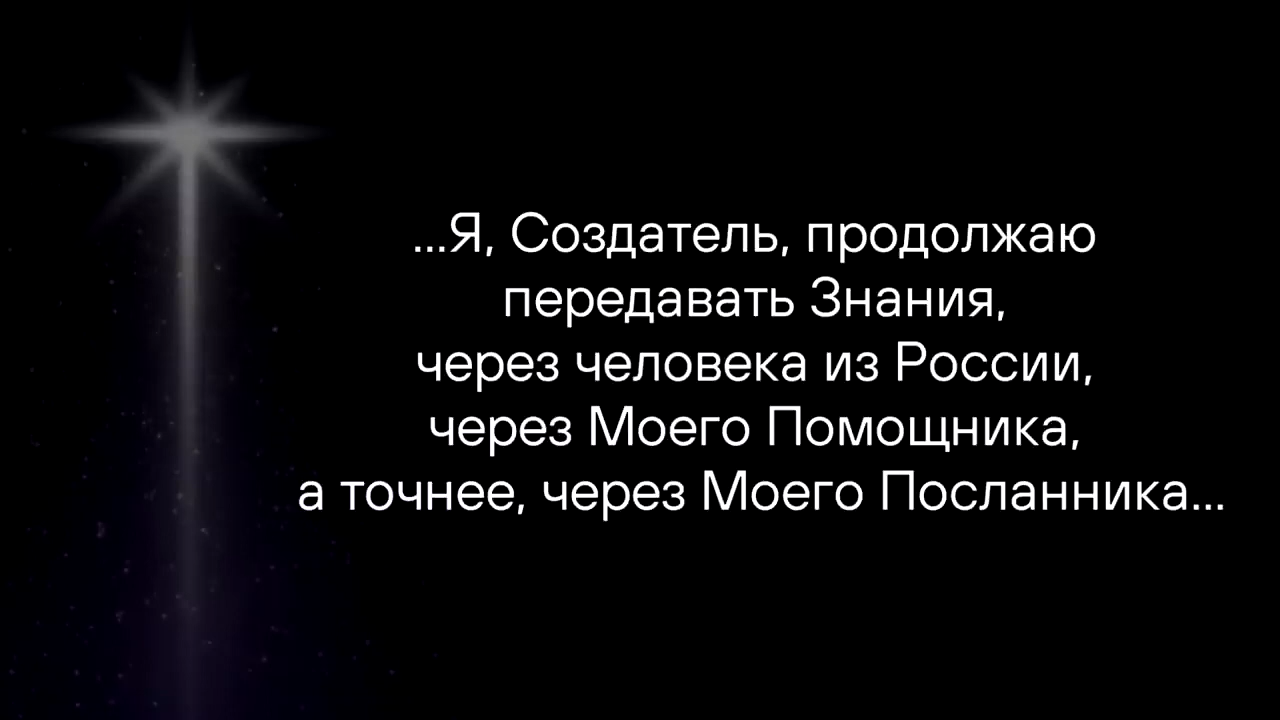 ...Я, Создатель, продолжаю
передавать Знания,
через человека из России,
через Моего Помощника,
а точнее, через Моего Посланника...